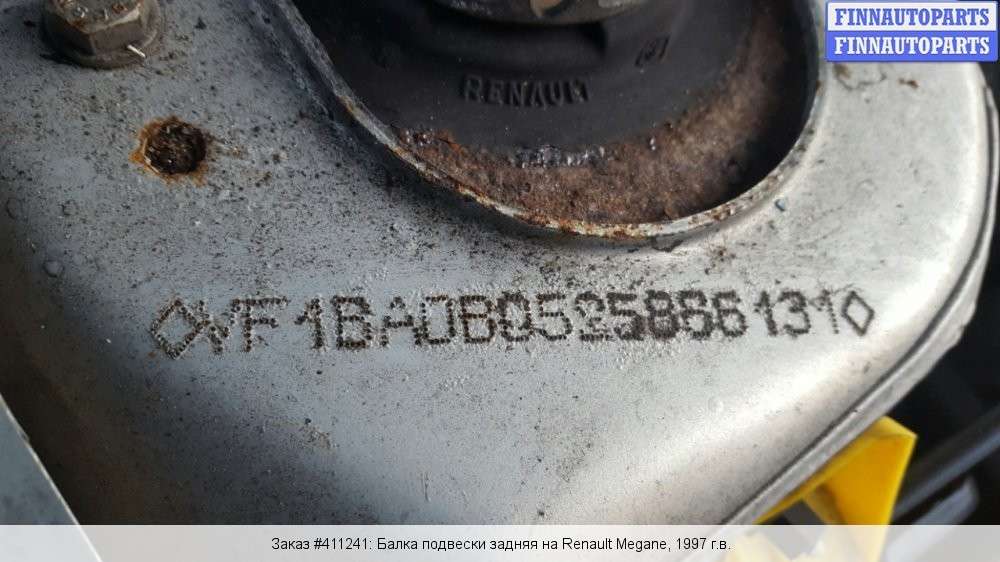 FINNAUTOPARTS
FINNAUTOPARTS
RENAULT
◇VF1BA0B0525886131◇
Заказ #411241: Балка подвески задняя на Renault Megane, 1997 г.в.